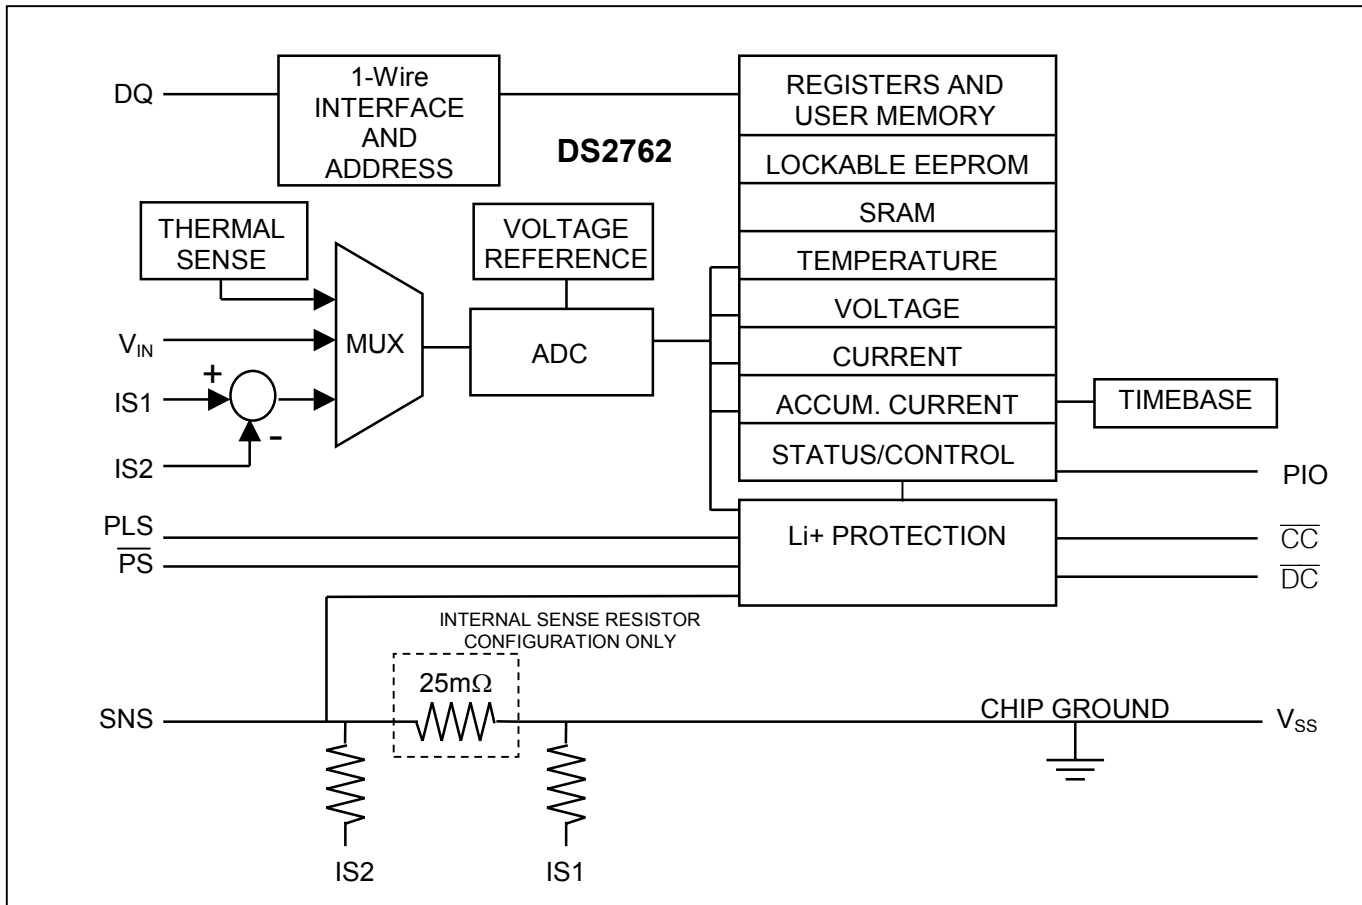 DQ
1-Wire
INTERFACE
AND
ADDRESS
DS2762
REGISTERS AND
USER MEMORY
LOCKABLE EEPROM
SRAM
TEMPERATURE
VOLTAGE
CURRENT
ACCUM. CURRENT
STATUS/CONTROL
THERMAL
SENSE
VOLTAGE
REFERENCE
VIN
MUX
ADC
+
IS1
-
IS2
TIMEBASE
PIO
PLS
PS
Li+ PROTECTION
CC
DC
INTERNAL SENSE RESISTOR
CONFIGURATION ONLY
25mΩ
SNS
CHIP GROUND
VSS
IS2
IS1